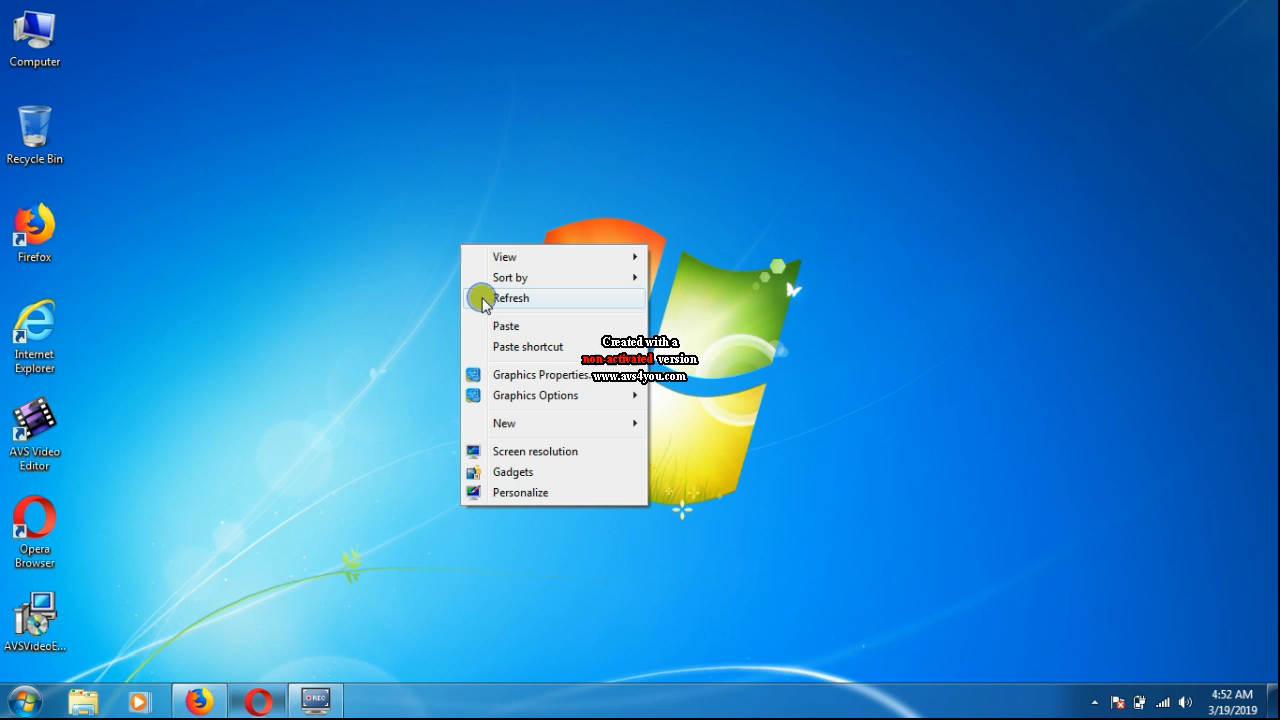 Computer
Recycle Bin
Firefox
Internet
Explorer
AVS Video
Editor
Opera
Browser
AVSVideoE...
View
Sort by
Refresh
Paste
Paste shortcut
Graphics Properties...
Graphics Options
New
Screen resolution
Gadgets
Personalize
Created with a
non-activated version
www.avs4you.com
REC
4:52 AM
3/19/2019